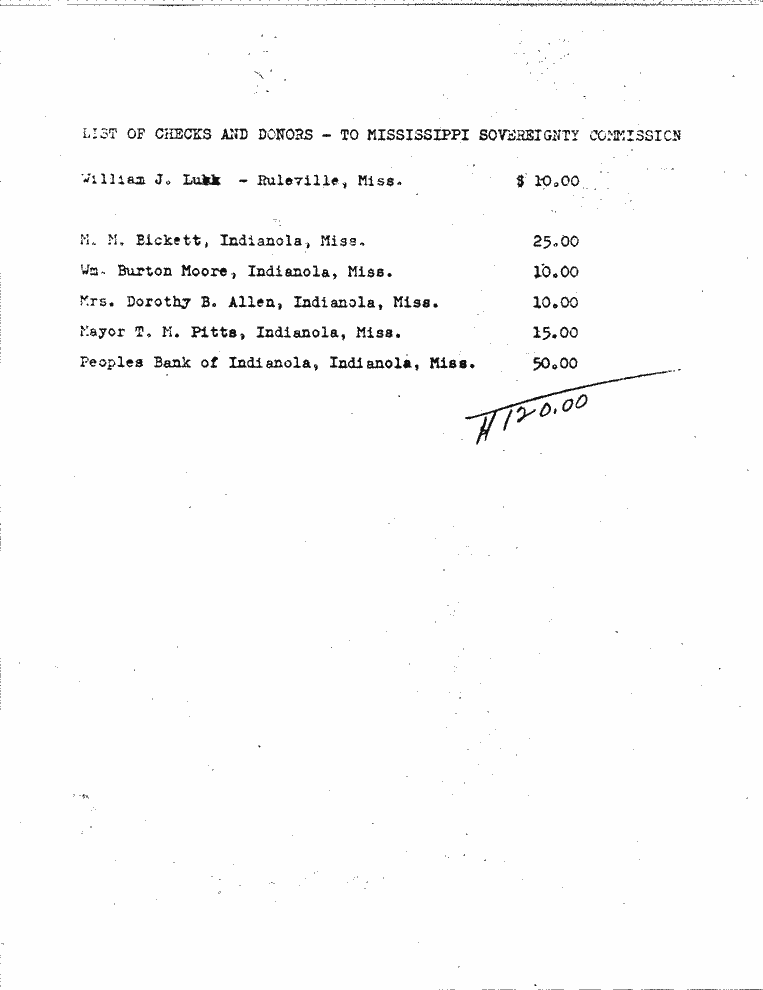 LIST OF CHECKS AND DONORS - TO MISSISSIPPI SOVEREIGNTY COMMISSION
William J. - Ruleville, Miss. $ 10.00
M. M. Bickett, Indianola, Miss. 25.00
Wm. Burton Moore, Indianola, Miss. 10.00
Mrs. Dorothy B. Allen, Indianola, Miss. 10.00
Mayor T. M. Pitts, Indianola, Miss. 15.00
Peoples Bank of Indianola, Indianola, Miss. 50.00
120.00